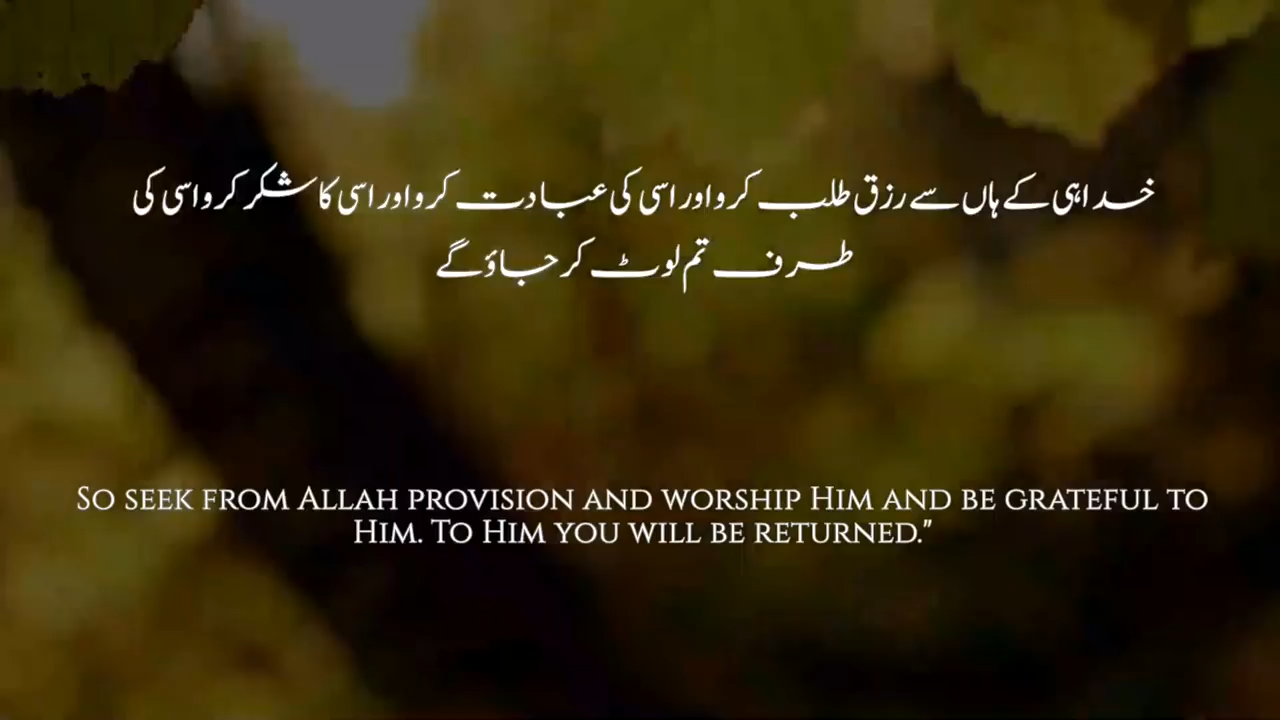 خدا ہی کے ہاں سے رزق طلب کرو اور اسی کی عبادت کرو اور اسی کا شکر کرو اسی کی
طرف تم لوٹ کر جاؤ گے
SO SEEK FROM ALLAH PROVISION AND WORSHIP HIM AND BE GRATEFUL TO
HIM. TO HIM YOU WILL BE RETURNED."